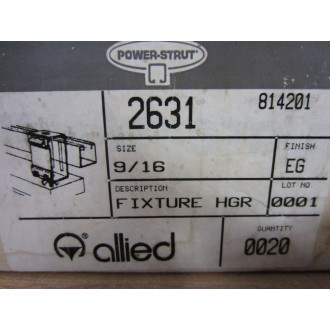 POWER-STRUT®
2631
814201
SIZE
FINISH
9/16
EG
DESCRIPTION
LOT NO
FIXTURE HGR
0001
® allied
QUANTITY
0020